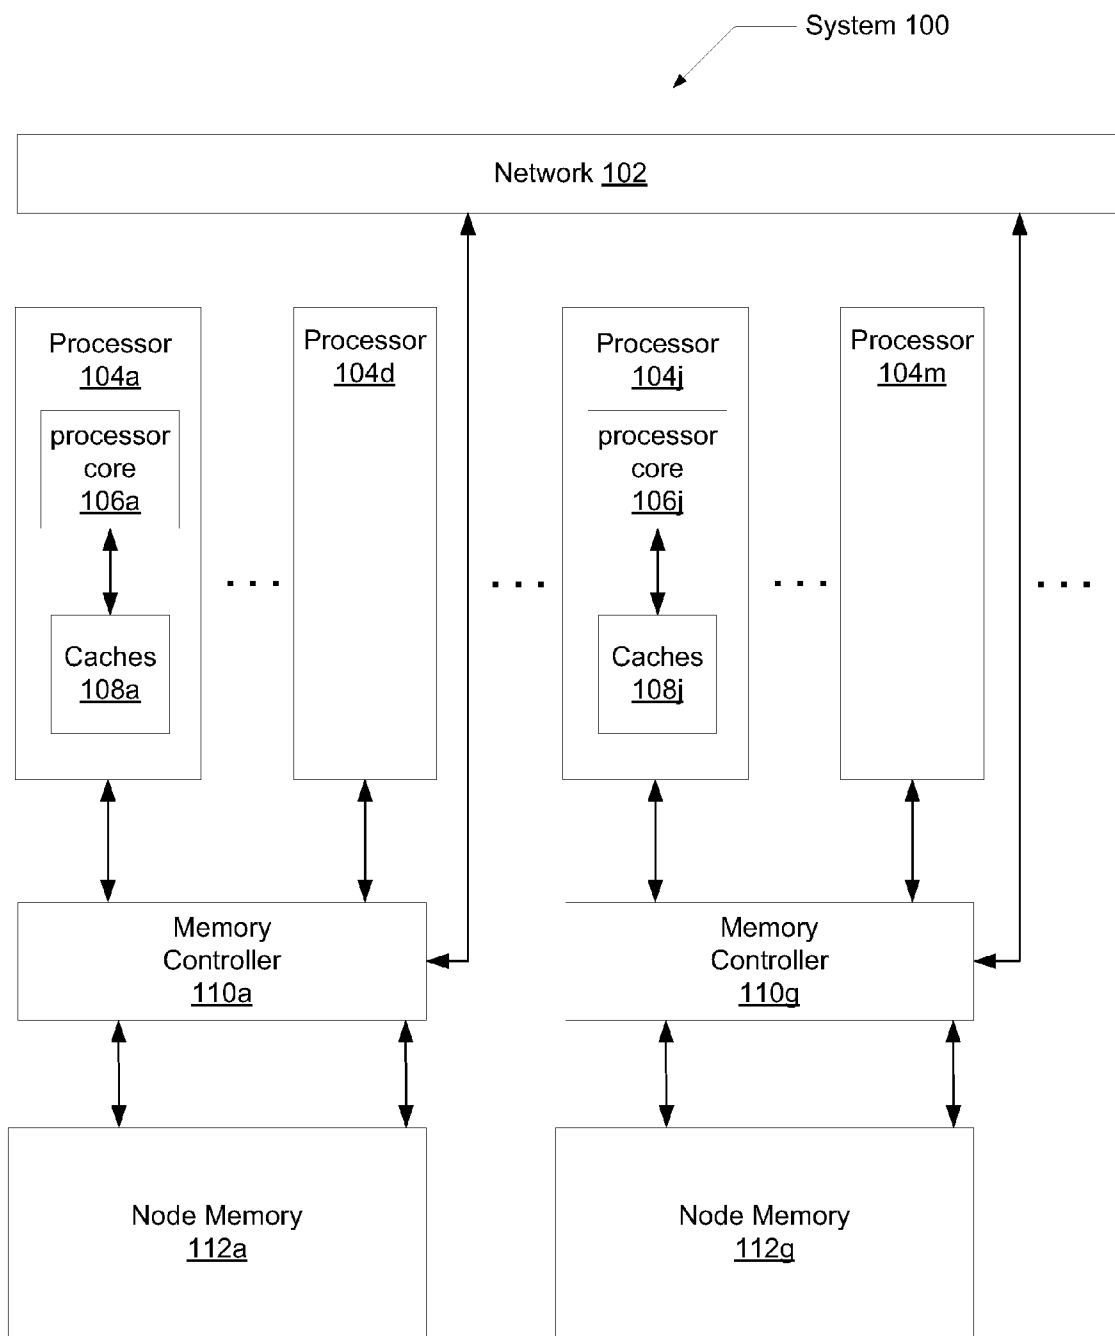 System 100
Network 102
Processor
104a
processor
core
106a
Caches
108a
. . .
Processor
104d
. . .
Processor
104j
processor
core
106j
Caches
108j
. . .
Processor
104m
. . .
Memory
Controller
110a
Memory
Controller
110g
Node Memory
112a
Node Memory
112g